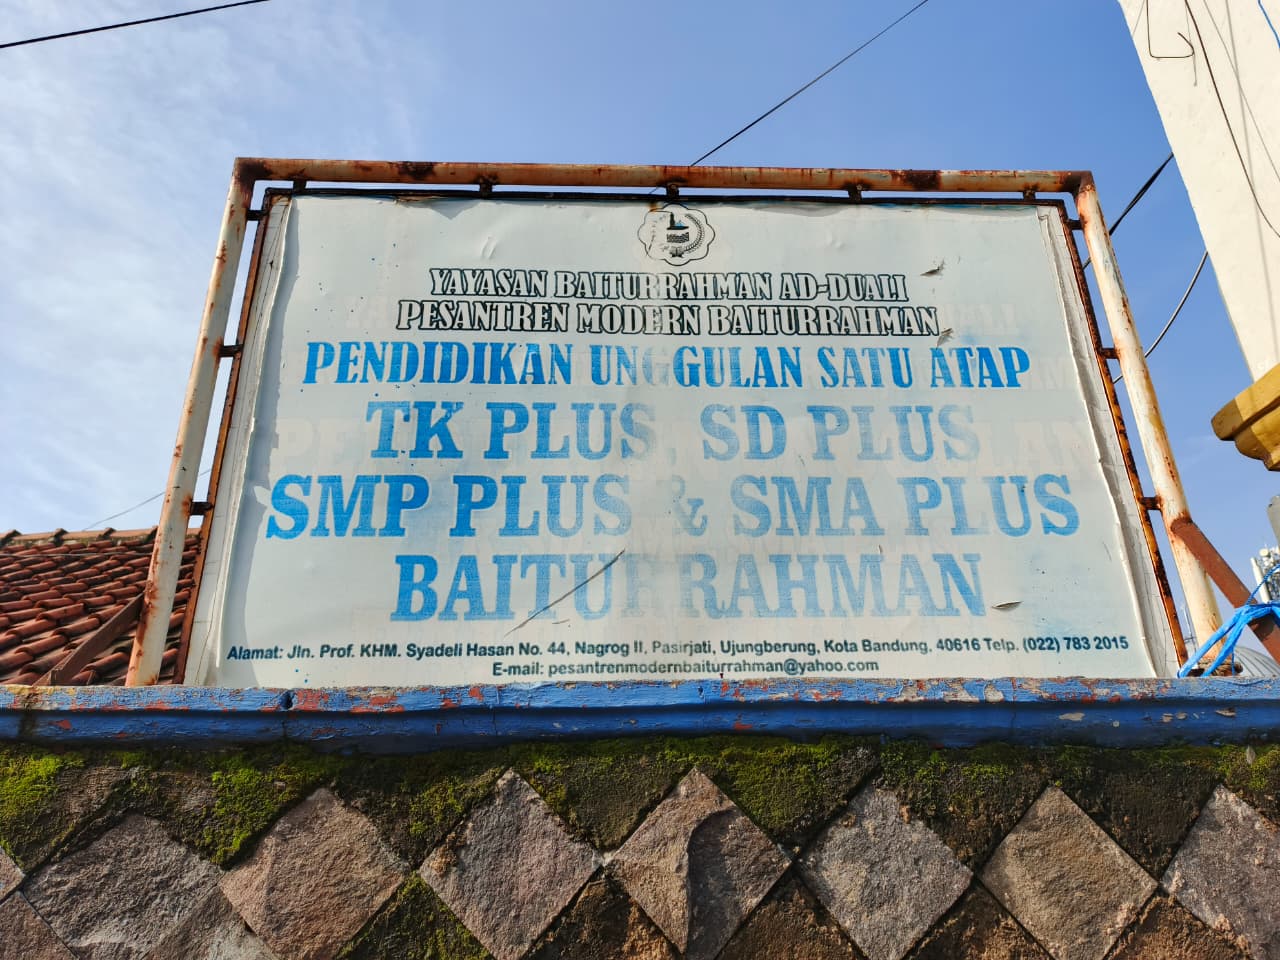 YAYASAN BAITURRAHMAN AD-DUALI
PESANTREN MODERN BAITURRAHMAN
PENDIDIKAN UNGGULAN SATU ATAP
TK PLUS, SD PLUS
SMP PLUS & SMA PLUS
BAITURRAHMAN
Alamat: Jln. Prof. KHM. Syadeli Hasan No. 44, Nagrog II, Pasirjati, Ujungberung, Kota Bandung. 40616 Telp. (022) 783 2015
E-mail: pesantrenmodernbaiturrahman@yahoo.com